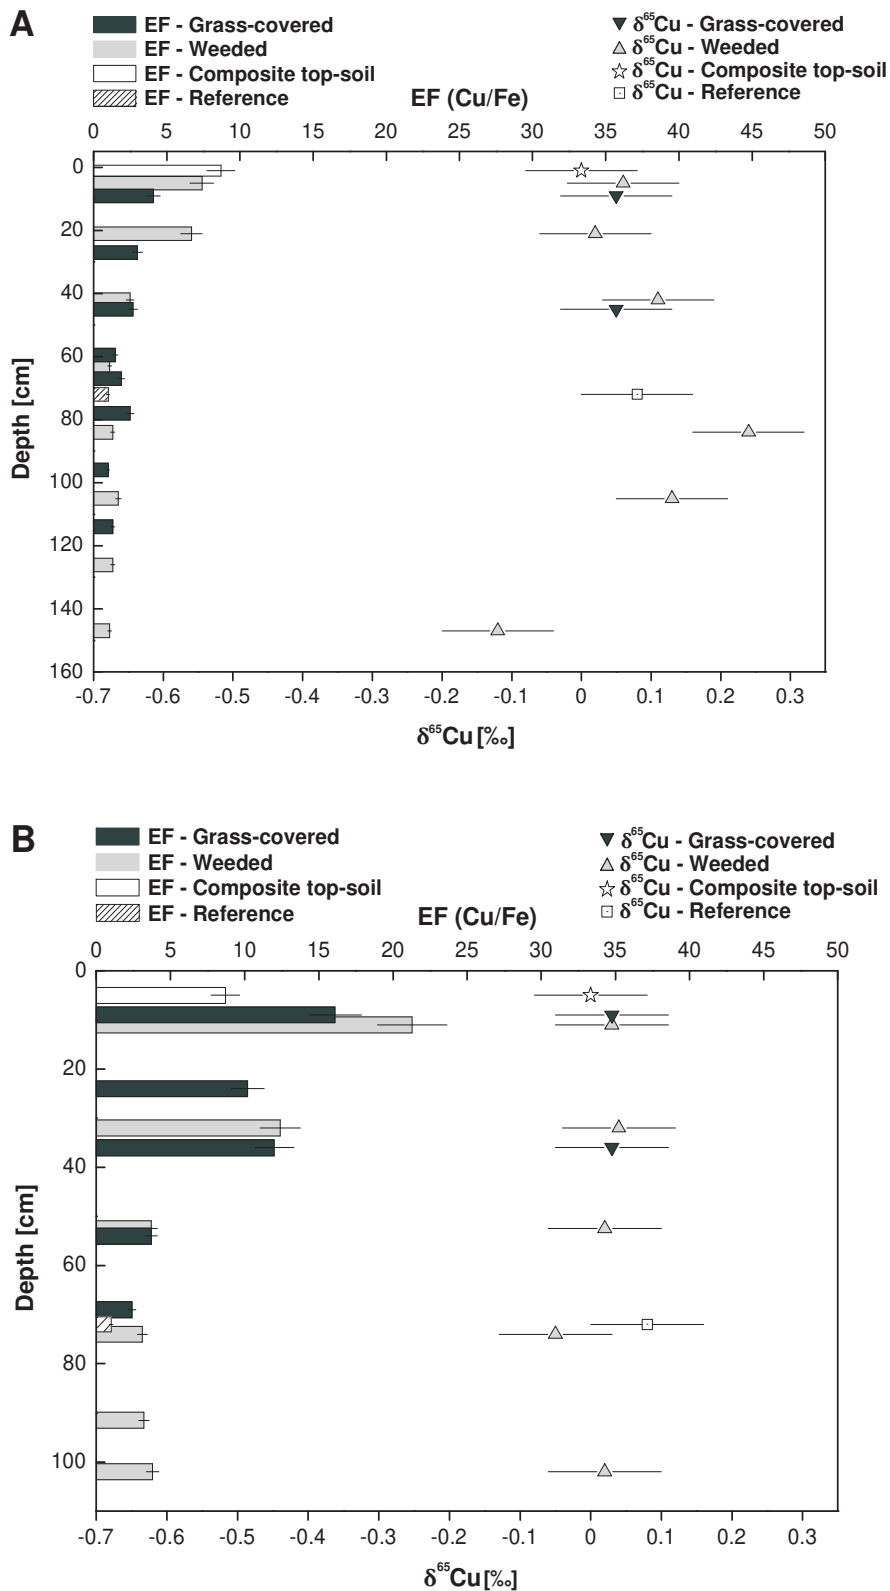 A
EF - Grass-covered
EF - Weeded
EF - Composite top-soil
EF - Reference
δ⁶⁵Cu - Grass-covered
δ⁶⁵Cu - Weeded
δ⁶⁵Cu - Composite top-soil
δ⁶⁵Cu - Reference
EF (Cu/Fe)
0 5 10 15 20 25 30 35 40 45 50
0
20
40
60
80
100
120
140
160
Depth [cm]
-0.7 -0.6 -0.5 -0.4 -0.3 -0.2 -0.1 0 0.1 0.2 0.3
δ⁶⁵Cu [‰]
B
EF - Grass-covered
EF - Weeded
EF - Composite top-soil
EF - Reference
δ⁶⁵Cu - Grass-covered
δ⁶⁵Cu - Weeded
δ⁶⁵Cu - Composite top-soil
δ⁶⁵Cu - Reference
EF (Cu/Fe)
0 5 10 15 20 25 30 35 40 45 50
0
20
40
60
80
100
Depth [cm]
-0.7 -0.6 -0.5 -0.4 -0.3 -0.2 -0.1 0 0.1 0.2 0.3
δ⁶⁵Cu [‰]